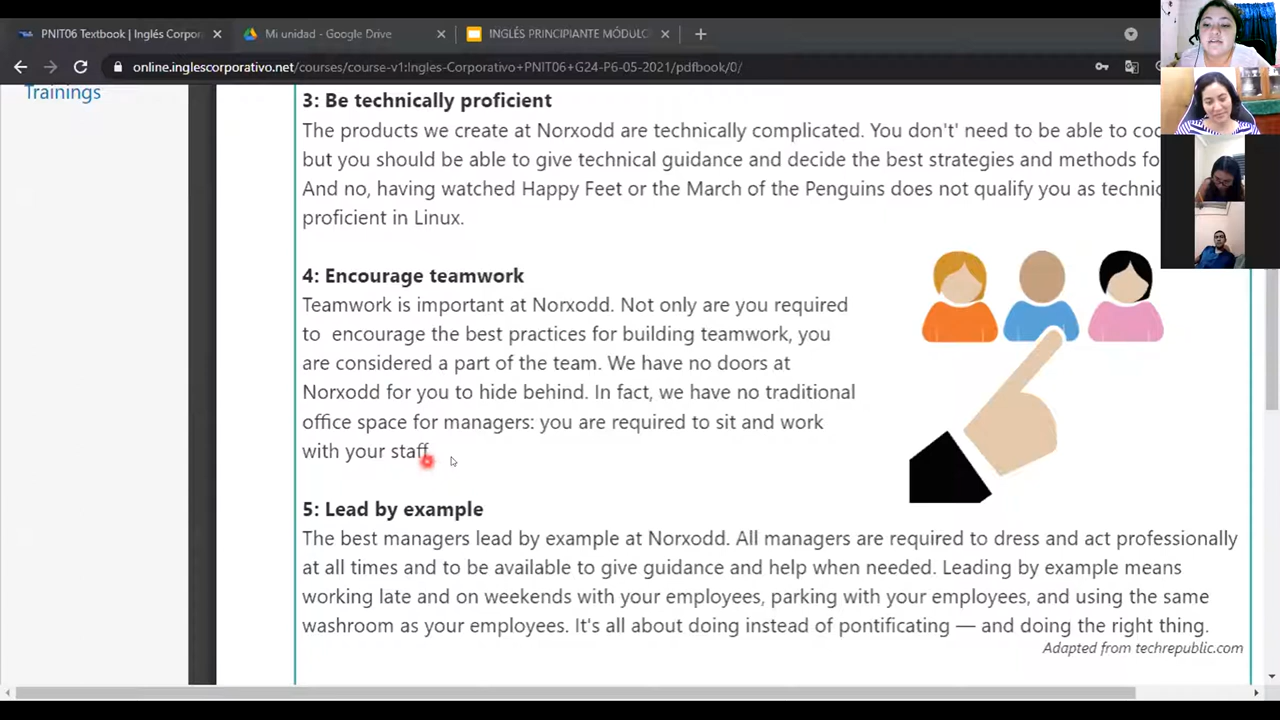 PNIT06 Textbook | Inglés Corpor
Mi unidad - Google Drive
INGLÉS PRINCIPIANTE MÓDULO
online.inglescorporativo.net/courses/course-v1:Ingles-Corporativo+PNIT06+G24-P6-05-2021/pdfbook/0/
Trainings
3: Be technically proficient
The products we create at Norxodd are technically complicated. You don't' need to be able to
but you should be able to give technical guidance and decide the best strategies and methods
And no, having watched Happy Feet or the March of the Penguins does not qualify you as
proficient in Linux.
4: Encourage teamwork
Teamwork is important at Norxodd. Not only are you required
to encourage the best practices for building teamwork, you
are considered a part of the team. We have no doors at
Norxodd for you to hide behind. In fact, we have no traditional
office space for managers: you are required to sit and work
with your staff
5: Lead by example
The best managers lead by example at Norxodd. All managers are required to dress and act professionally
at all times and to be available to give guidance and help when needed. Leading by example means
working late and on weekends with your employees, parking with your employees, and using the same
washroom as your employees. It's all about doing instead of pontificating — and doing the right thing.
Adapted from techrepublic.com